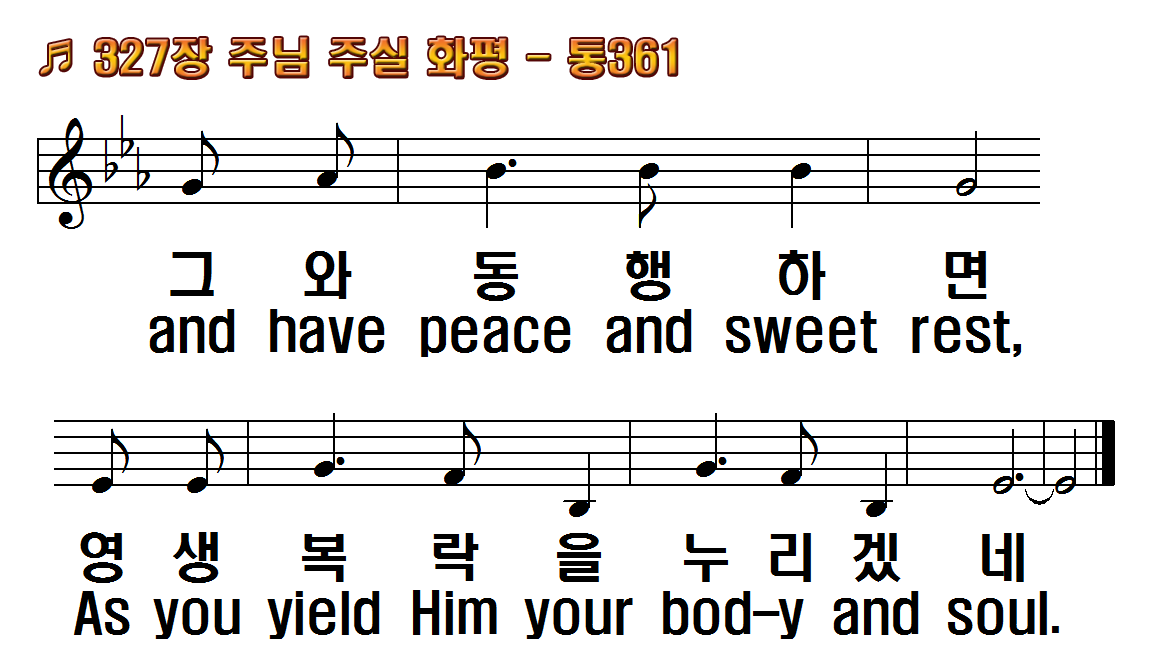 ♬ 327장 주님 주실 화평 - 통361
그 와 동 행 하 면
and have peace and sweet rest,
영 생 복 락 을 누 리 겠 네
As you yield Him your bod-y and soul.